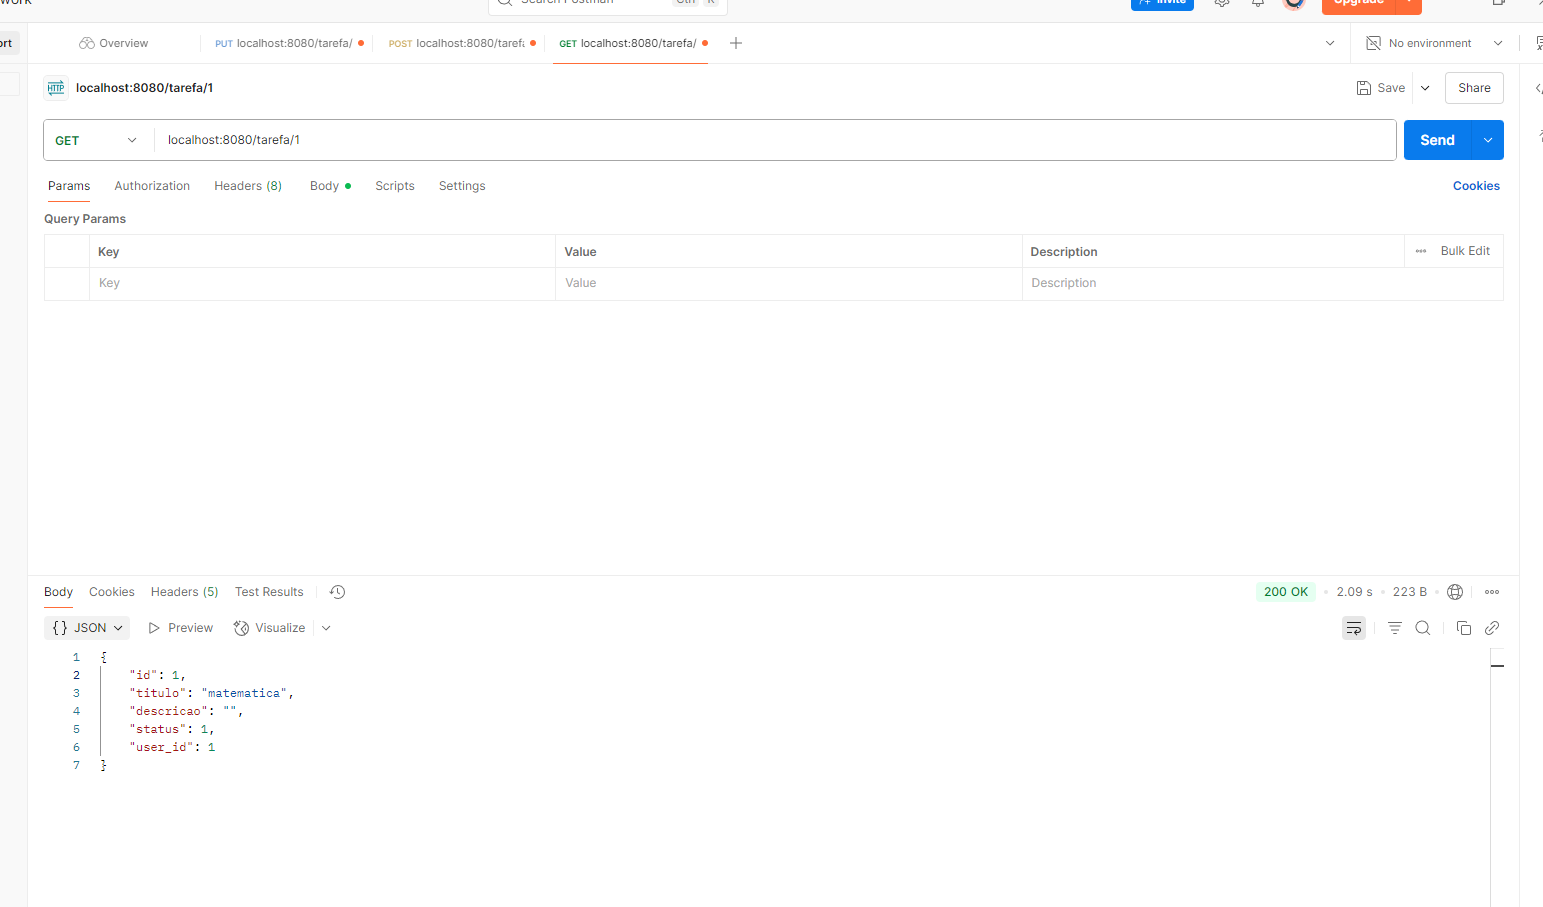 Search Postman Ctrl K Invite Upgrade
ort Overview PUT localhost:8080/tarefa/ POST localhost:8080/tarefa GET localhost:8080/tarefa/ No environment
HTTP localhost:8080/tarefa/1 Save Share
GET localhost:8080/tarefa/1 Send
Params Authorization Headers (8) Body Scripts Settings Cookies
Query Params
Key Value Description Bulk Edit
Key Value Description
Body Cookies Headers (5) Test Results 200 OK 2.09 s 223 B
{} JSON Preview Visualize
1 {
2 "id": 1,
3 "titulo": "matematica",
4 "descricao": "",
5 "status": 1,
6 "user_id": 1
7 }